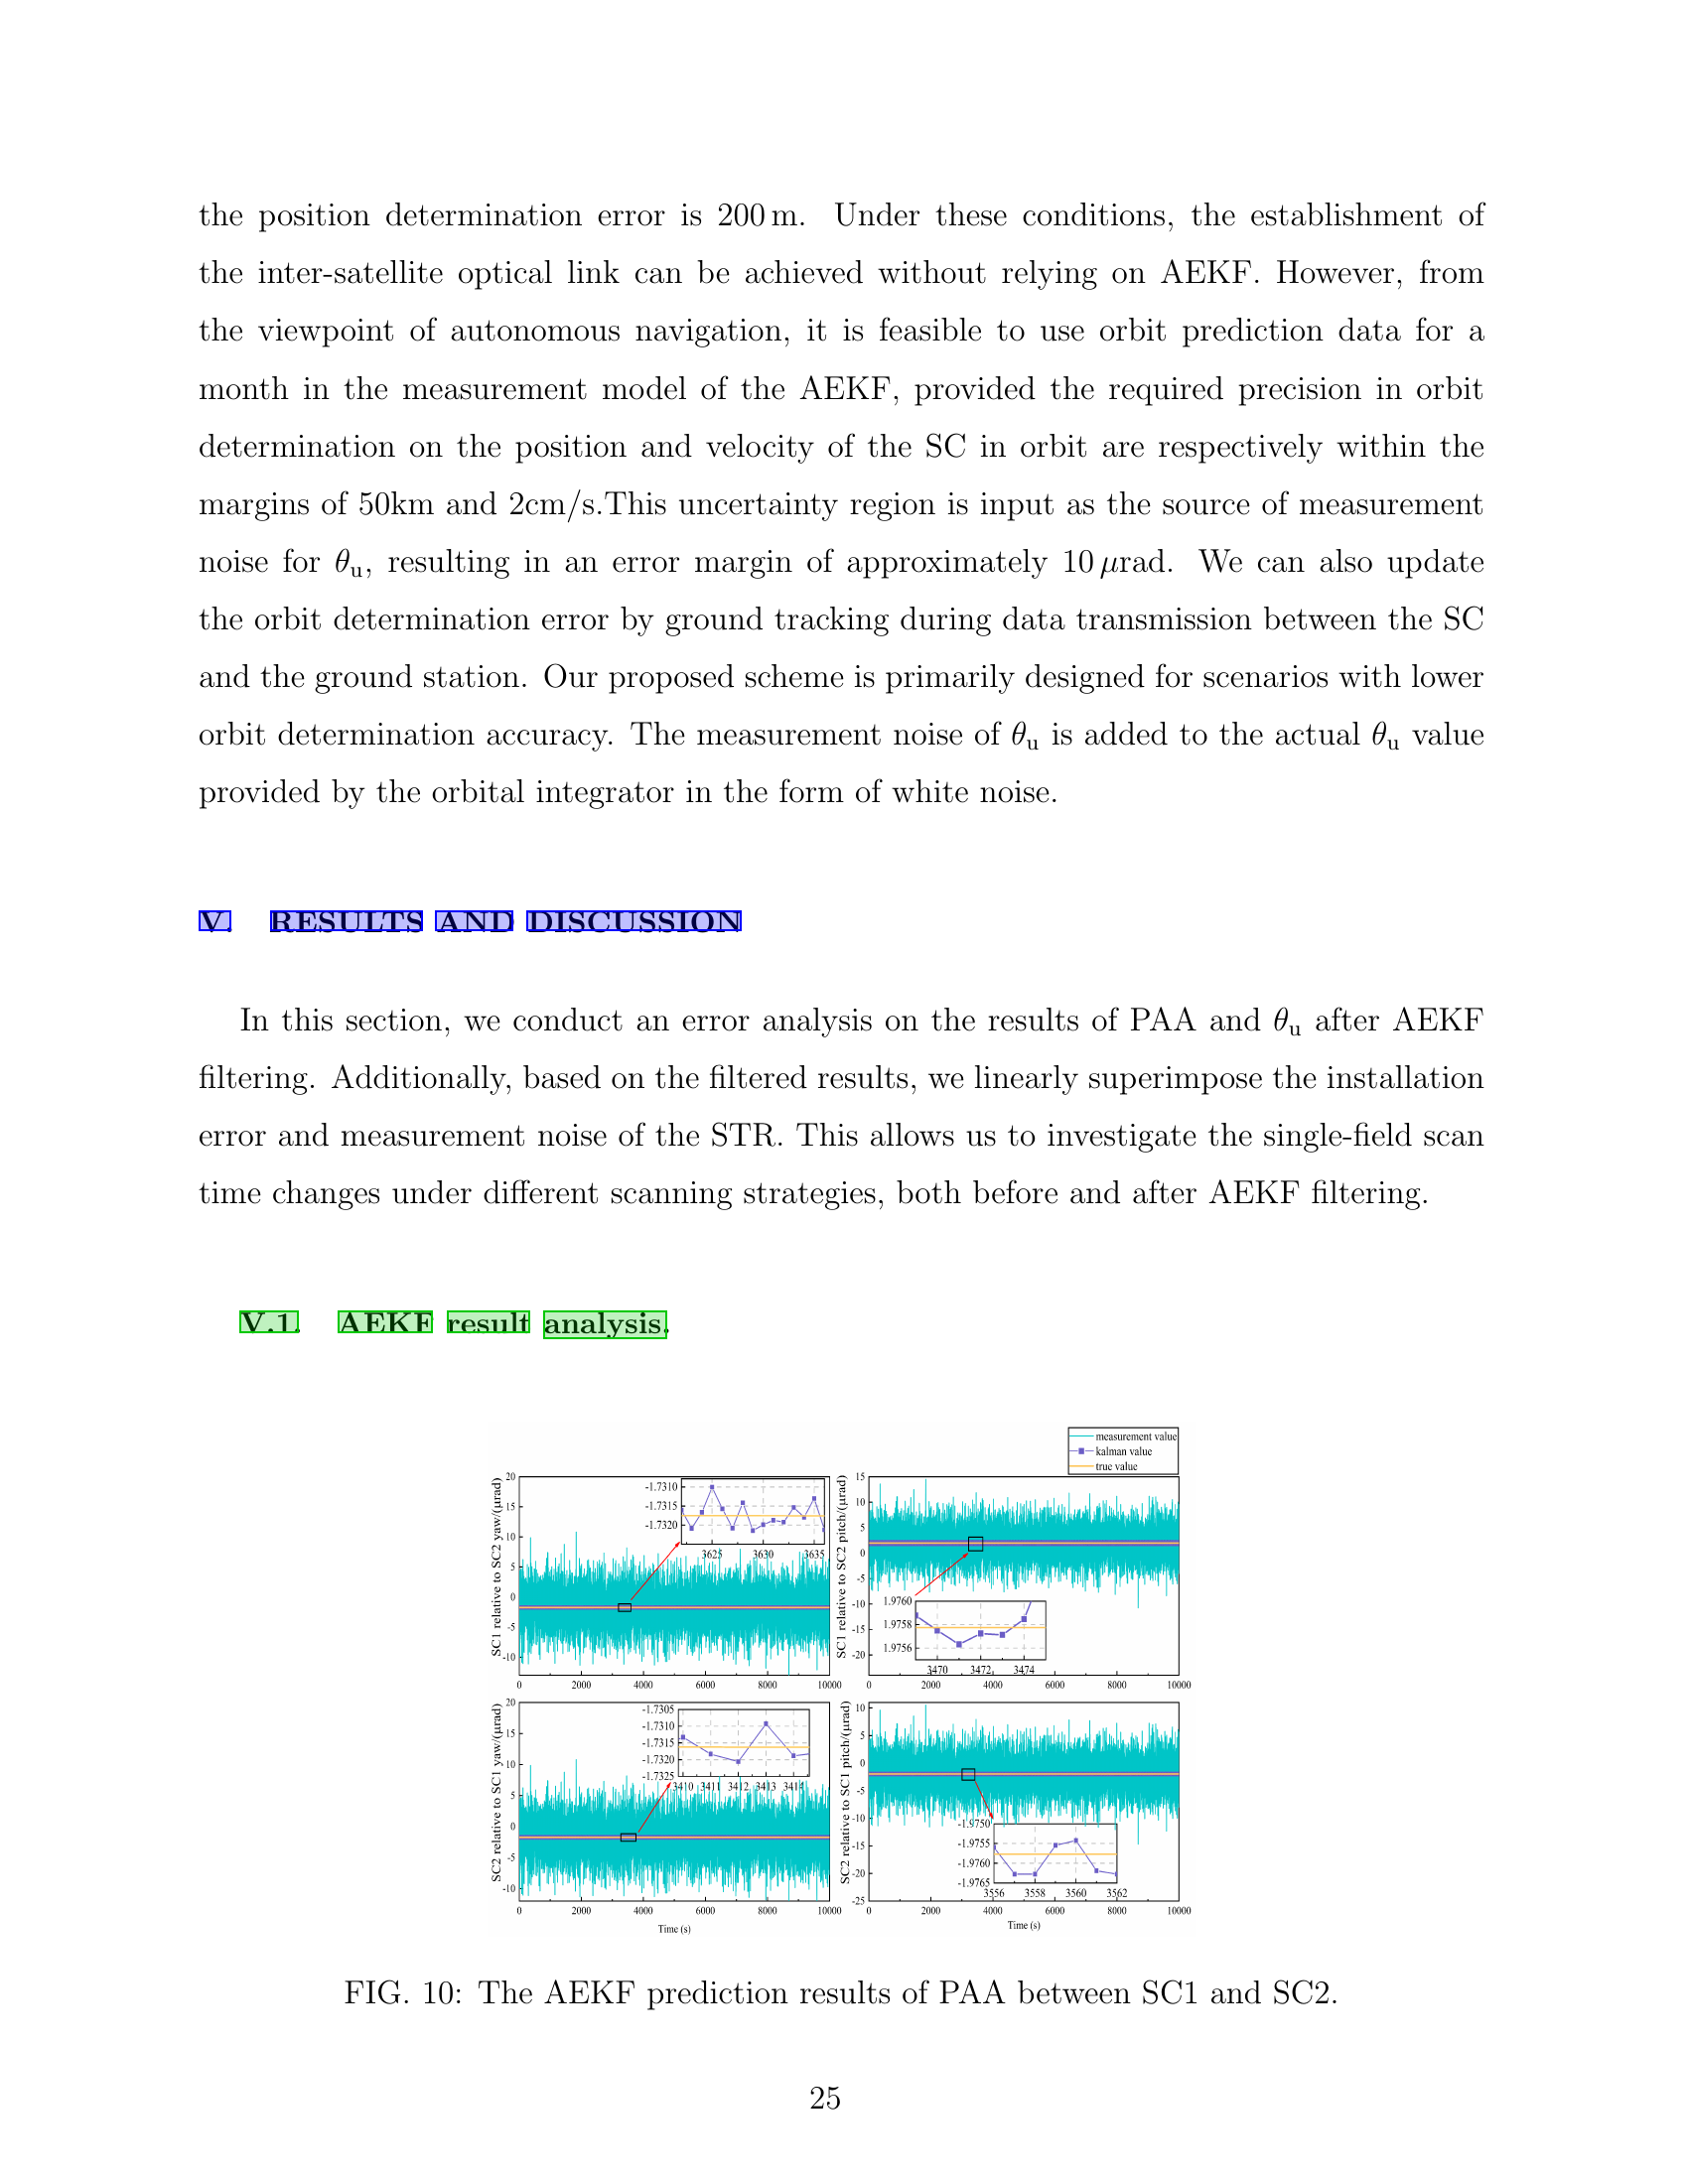 the position determination error is 200 m. Under these conditions, the establishment of
the inter-satellite optical link can be achieved without relying on AEKF. However, from
the viewpoint of autonomous navigation, it is feasible to use orbit prediction data for a
month in the measurement model of the AEKF, provided the required precision in orbit
determination on the position and velocity of the SC in orbit are respectively within the
margins of 50km and 2cm/s.This uncertainty region is input as the source of measurement
noise for θu, resulting in an error margin of approximately 10 μrad. We can also update
the orbit determination error by ground tracking during data transmission between the SC
and the ground station. Our proposed scheme is primarily designed for scenarios with lower
orbit determination accuracy. The measurement noise of θu is added to the actual θu value
provided by the orbital integrator in the form of white noise.
V. RESULTS AND DISCUSSION
In this section, we conduct an error analysis on the results of PAA and θu after AEKF
filtering. Additionally, based on the filtered results, we linearly superimpose the installation
error and measurement noise of the STR. This allows us to investigate the single-field scan
time changes under different scanning strategies, both before and after AEKF filtering.
V.1. AEKF result analysis.
measurement value
kalman value
true value
SC1 relative to SC2 yaw/(μrad)
20
15
10
5
0
-5
-10
0 2000 4000 6000 8000 10000
-1.7310
-1.7315
-1.7320
3625 3630 3635
SC1 relative to SC2 pitch/(μrad)
15
10
5
0
-5
-10
-15
-20
0 2000 4000 6000 8000 10000
1.9760
1.9758
1.9756
3470 3472 3474
SC2 relative to SC1 yaw/(μrad)
20
15
10
5
0
-5
-10
0 2000 4000 6000 8000 10000
Time (s)
-1.7305
-1.7310
-1.7315
-1.7320
-1.7325
3410 3411 3412 3413 3414
SC2 relative to SC1 pitch/(μrad)
10
5
0
-5
-10
-15
-20
-25
0 2000 4000 6000 8000 10000
Time (s)
-1.9750
-1.9755
-1.9760
-1.9765
3556 3558 3560 3562
FIG. 10: The AEKF prediction results of PAA between SC1 and SC2.
25